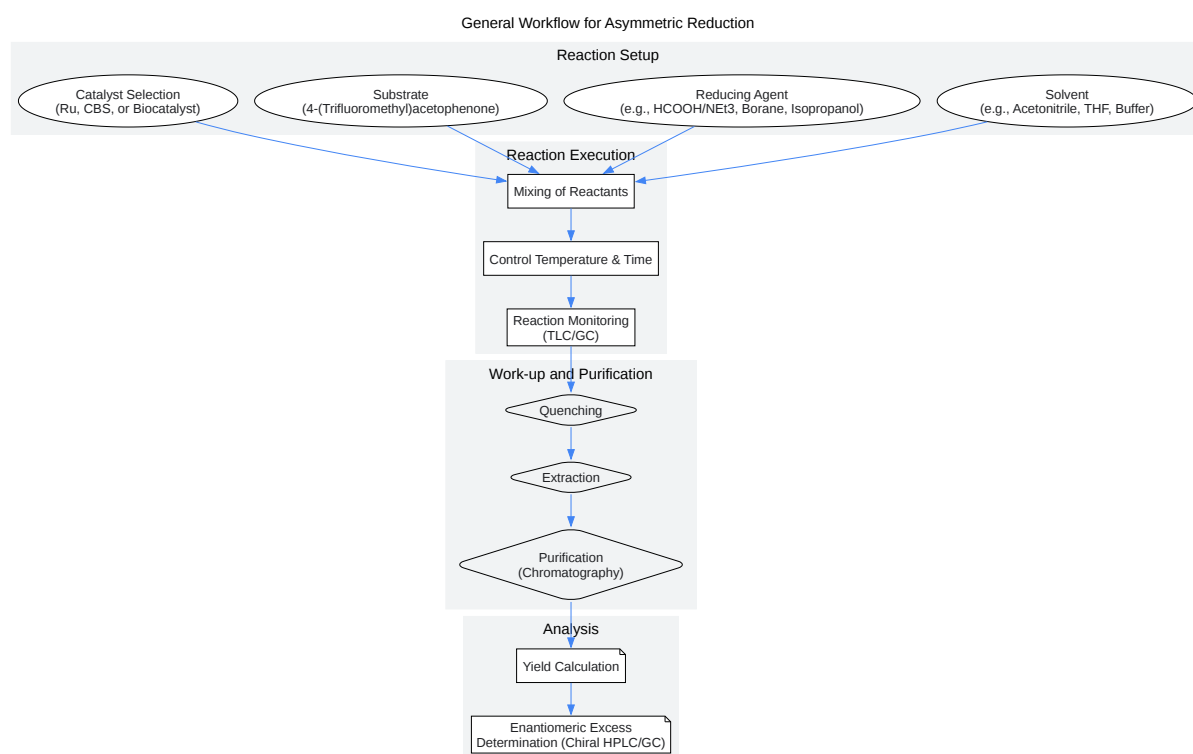 General Workflow for Asymmetric Reduction
Reaction Setup
Catalyst Selection
(Ru, CBS, or Biocatalyst)
Substrate
(4-(Trifluoromethyl)acetophenone)
Reducing Agent
(e.g., HCOOH/NEt3, Borane, Isopropanol)
Solvent
(e.g., Acetonitrile, THF, Buffer)
Reaction Execution
Mixing of Reactants
Control Temperature & Time
Reaction Monitoring
(TLC/GC)
Work-up and Purification
Quenching
Extraction
Purification
(Chromatography)
Analysis
Yield Calculation
Enantiomeric Excess
Determination (Chiral HPLC/GC)